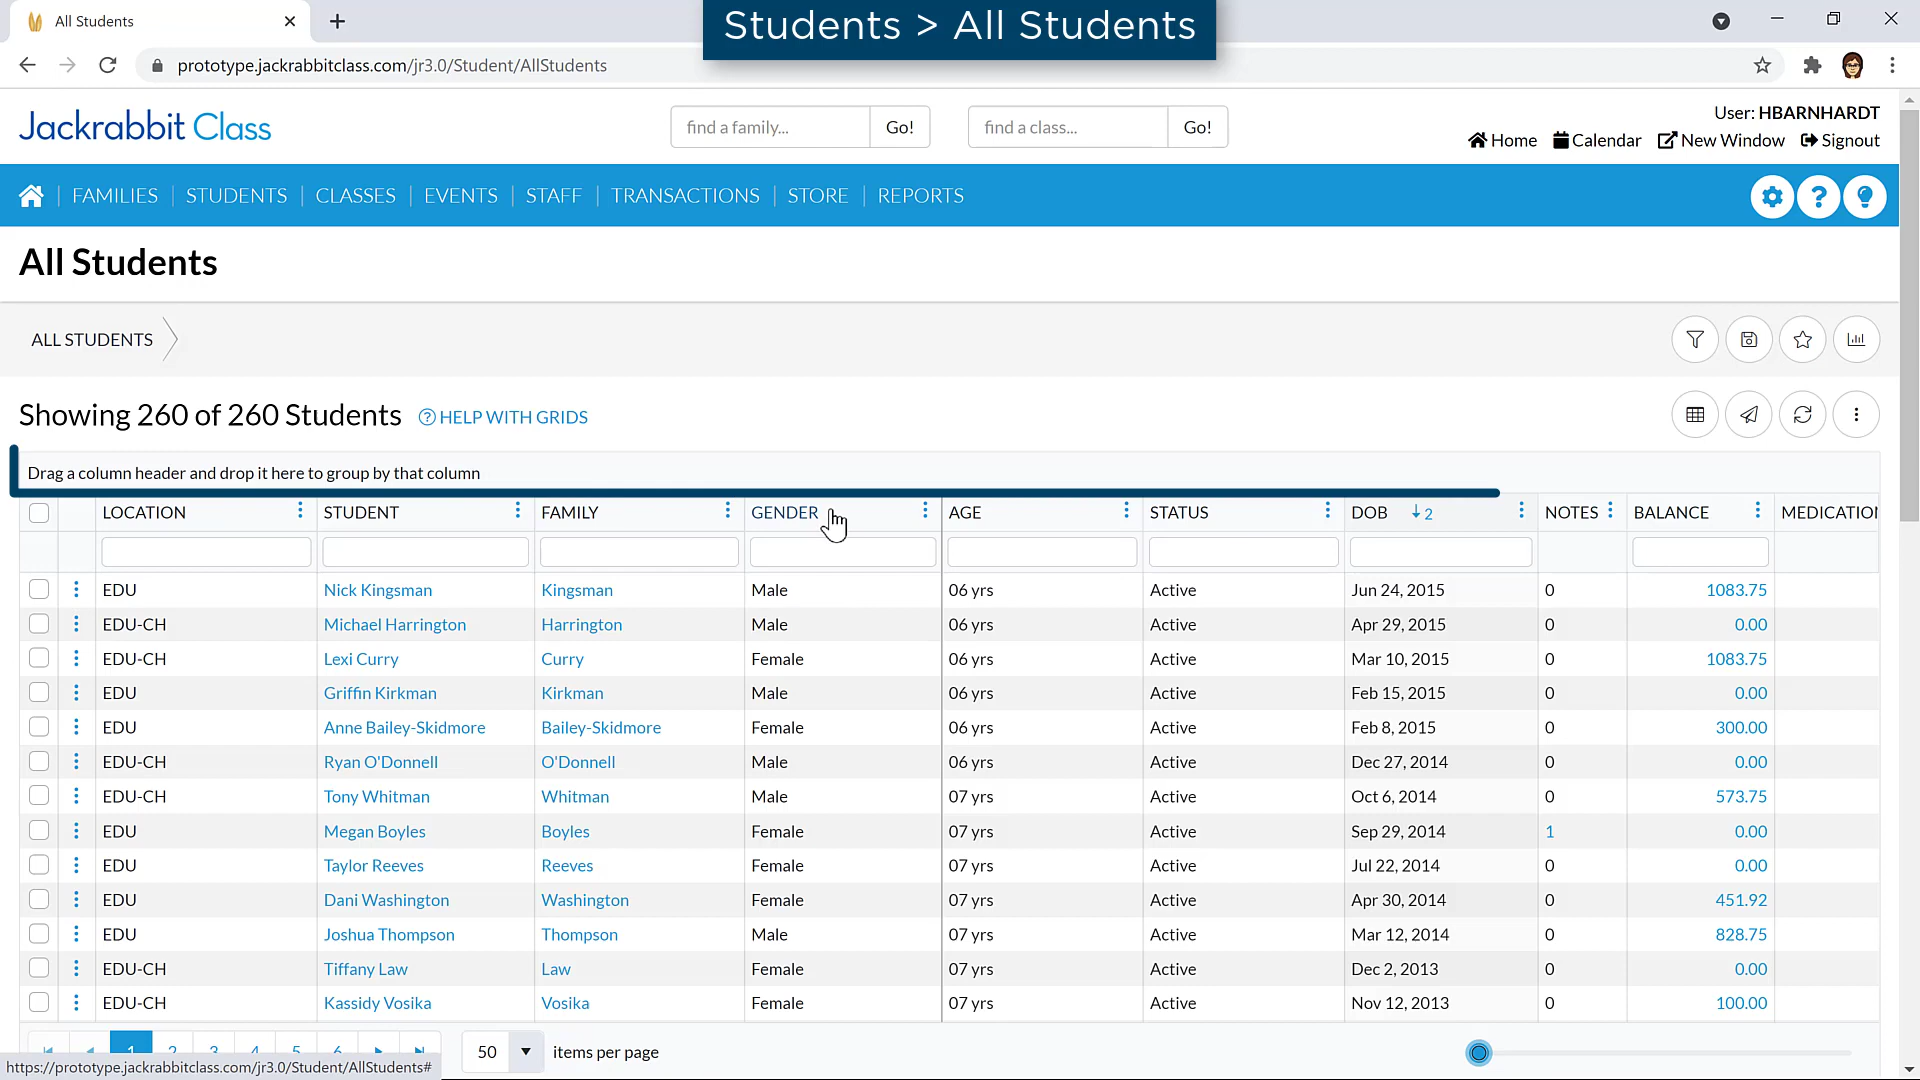 All Students
Students > All Students
prototype.jackrabbitclass.com/jr3.0/Student/AllStudents
Jackrabbit Class
find a family... Go!
find a class... Go!
User: HBARNHARDT
Home Calendar New Window Signout
FAMILIES | STUDENTS | CLASSES | EVENTS | STAFF | TRANSACTIONS | STORE | REPORTS
All Students
ALL STUDENTS
Showing 260 of 260 Students ? HELP WITH GRIDS
Drag a column header and drop it here to group by that column
LOCATION STUDENT FAMILY GENDER AGE STATUS DOB 2 NOTES BALANCE MEDICATIO
EDU Nick Kingsman Kingsman Male 06 yrs Active Jun 24, 2015 0 1083.75
EDU-CH Michael Harrington Harrington Male 06 yrs Active Apr 29, 2015 0 0.00
EDU-CH Lexi Curry Curry Female 06 yrs Active Mar 10, 2015 0 1083.75
EDU Griffin Kirkman Kirkman Male 06 yrs Active Feb 15, 2015 0 0.00
EDU Anne Bailey-Skidmore Bailey-Skidmore Female 06 yrs Active Feb 8, 2015 0 300.00
EDU-CH Ryan O'Donnell O'Donnell Male 06 yrs Active Dec 27, 2014 0 0.00
EDU-CH Tony Whitman Whitman Male 07 yrs Active Oct 6, 2014 0 573.75
EDU Megan Boyles Boyles Female 07 yrs Active Sep 29, 2014 1 0.00
EDU Taylor Reeves Reeves Female 07 yrs Active Jul 22, 2014 0 0.00
EDU Dani Washington Washington Female 07 yrs Active Apr 30, 2014 0 451.92
EDU Joshua Thompson Thompson Male 07 yrs Active Mar 12, 2014 0 828.75
EDU-CH Tiffany Law Law Female 07 yrs Active Dec 2, 2013 0 0.00
EDU-CH Kassidy Vosika Vosika Female 07 yrs Active Nov 12, 2013 0 100.00
1 2 3 4 5 6 50 items per page
https://prototype.jackrabbitclass.com/jr3.0/Student/AllStudents#